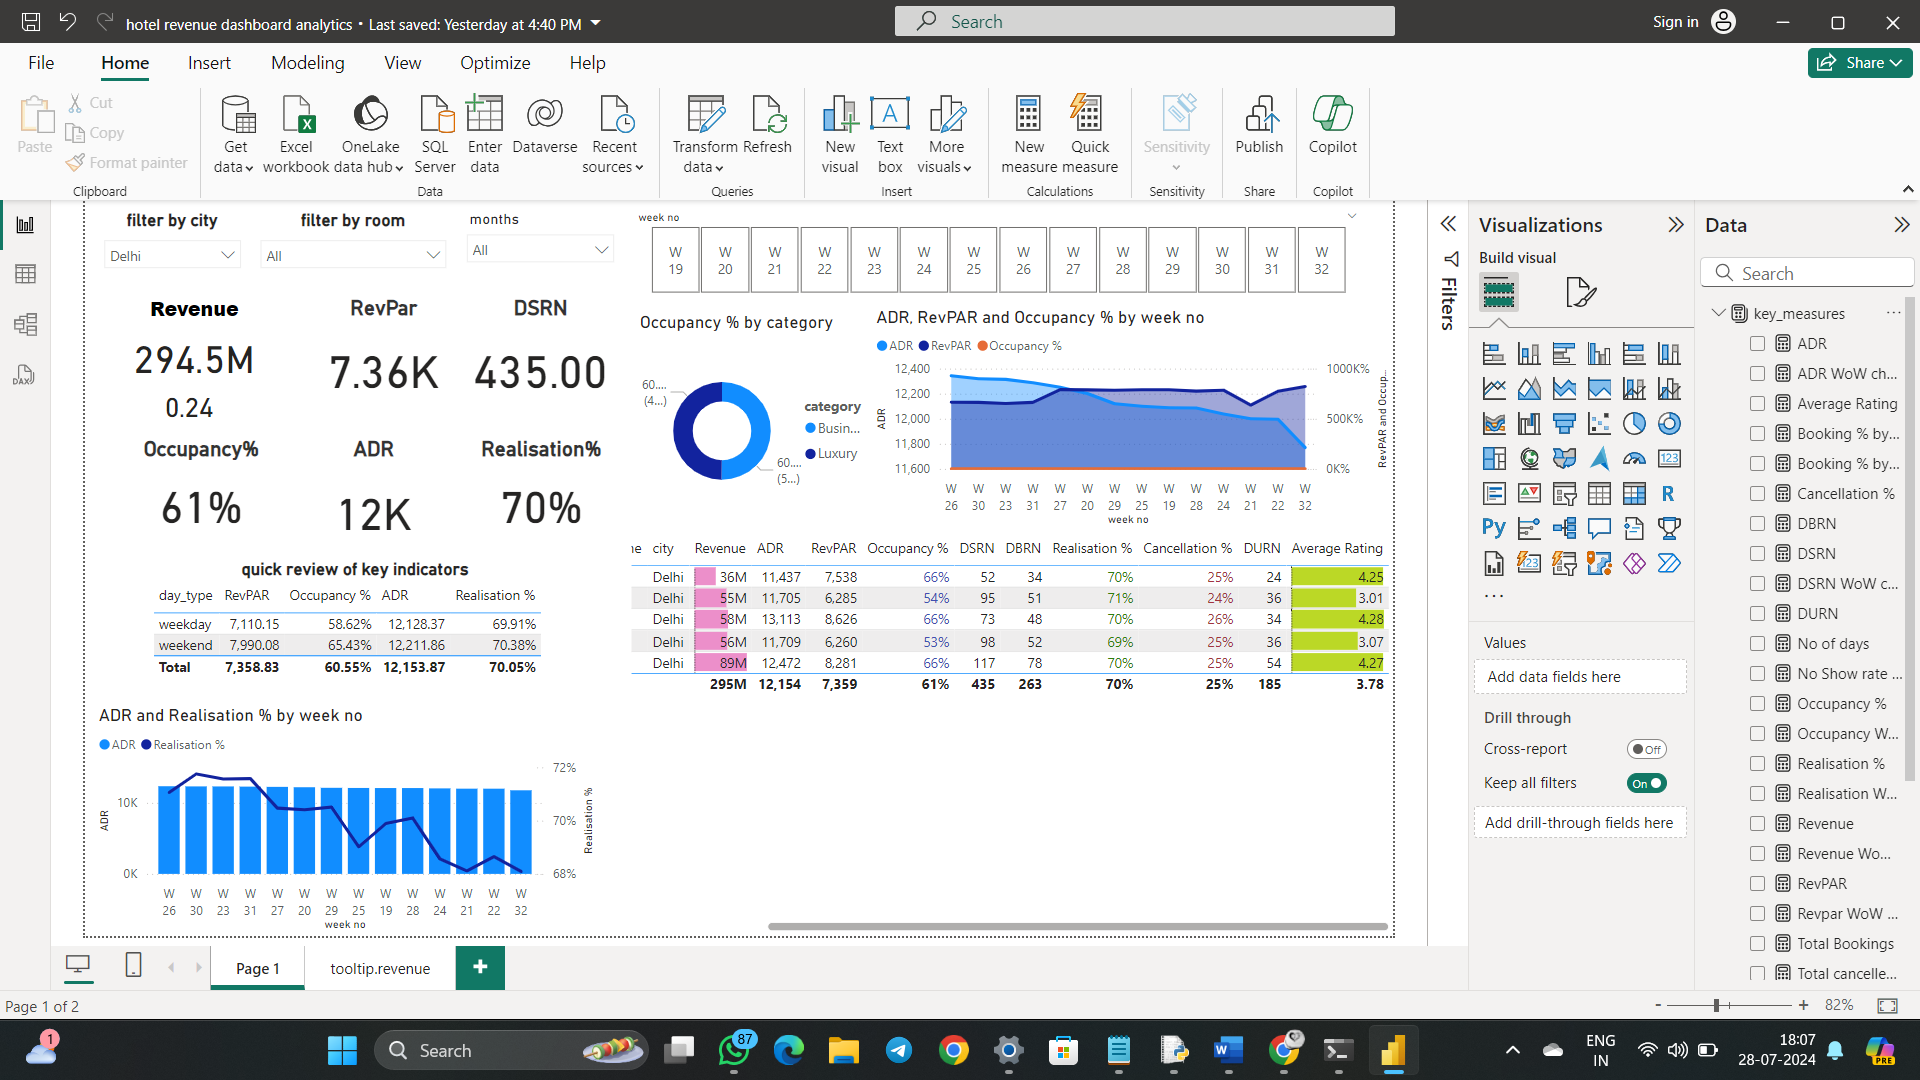 hotel revenue dashboard analytics • Last saved: Yesterday at 4:40 PM
Search
Sign in
File Home Insert Modeling View Optimize Help
Share
Paste
Cut
Copy
Format painter
Clipboard
Get data
Excel workbook
OneLake data hub
SQL Server
Enter data
Dataverse
Recent sources
Data
Transform data
Refresh
Queries
New visual
Text box
More visuals
Insert
New measure
Quick measure
Calculations
Sensitivity
Sensitivity
Publish
Share
Copilot
Copilot
filter by city
Delhi
filter by room
All
months
All
week no
W 19 W 20 W 21 W 22 W 23 W 24 W 25 W 26 W 27 W 28 W 29 W 30 W 31 W 32
Revenue
294.5M
0.24
RevPar
7.36K
DSRN
435.00
Occupancy%
61%
ADR
12K
Realisation%
70%
Occupancy % by category
60.... (4...)
60.... (5...)
category
Busin...
Luxury
ADR, RevPAR and Occupancy % by week no
ADR RevPAR Occupancy %
12,400
12,200
12,000
11,800
11,600
ADR
1000K%
500K%
0K%
RevPAR and Occup...
W 26 W 30 W 23 W 31 W 27 W 20 W 29 W 25 W 19 W 28 W 24 W 21 W 22 W 32
week no
quick review of key indicators
day_type RevPAR Occupancy % ADR Realisation %
weekday 7,110.15 58.62% 12,128.37 69.91%
weekend 7,990.08 65.43% 12,211.86 70.38%
Total 7,358.83 60.55% 12,153.87 70.05%
ne city Revenue ADR RevPAR Occupancy % DSRN DBRN Realisation % Cancellation % DURN Average Rating
Delhi 36M 11,437 7,538 66% 52 34 70% 25% 24 4.25
Delhi 55M 11,705 6,285 54% 95 51 71% 24% 36 3.01
Delhi 58M 13,113 8,626 66% 73 48 70% 26% 34 4.28
Delhi 56M 11,709 6,260 53% 98 52 69% 25% 36 3.07
Delhi 89M 12,472 8,281 66% 117 78 70% 25% 54 4.27
295M 12,154 7,359 61% 435 263 70% 25% 185 3.78
ADR and Realisation % by week no
ADR Realisation %
10K
0K
ADR
72%
70%
68%
Realisation %
W 26 W 30 W 23 W 31 W 27 W 20 W 29 W 25 W 19 W 28 W 24 W 21 W 22 W 32
week no
Filters
Visualizations
Build visual
123
R
Py
123
...
Values
Add data fields here
Drill through
Cross-report Off
Keep all filters On
Add drill-through fields here
Data
Search
key_measures ...
ADR
ADR WoW ch...
Average Rating
Booking % by...
Booking % by...
Cancellation %
DBRN
DSRN
DSRN WoW c...
DURN
No of days
No Show rate ...
Occupancy %
Occupancy W...
Realisation %
Realisation W...
Revenue
Revenue Wo...
RevPAR
Revpar WoW ...
Total Bookings
Total cancelle...
DAX
Page 1
tooltip.revenue
+
Page 1 of 2
- + 82%
1
Search
87
W
ENG
IN
18:07
28-07-2024
PRE